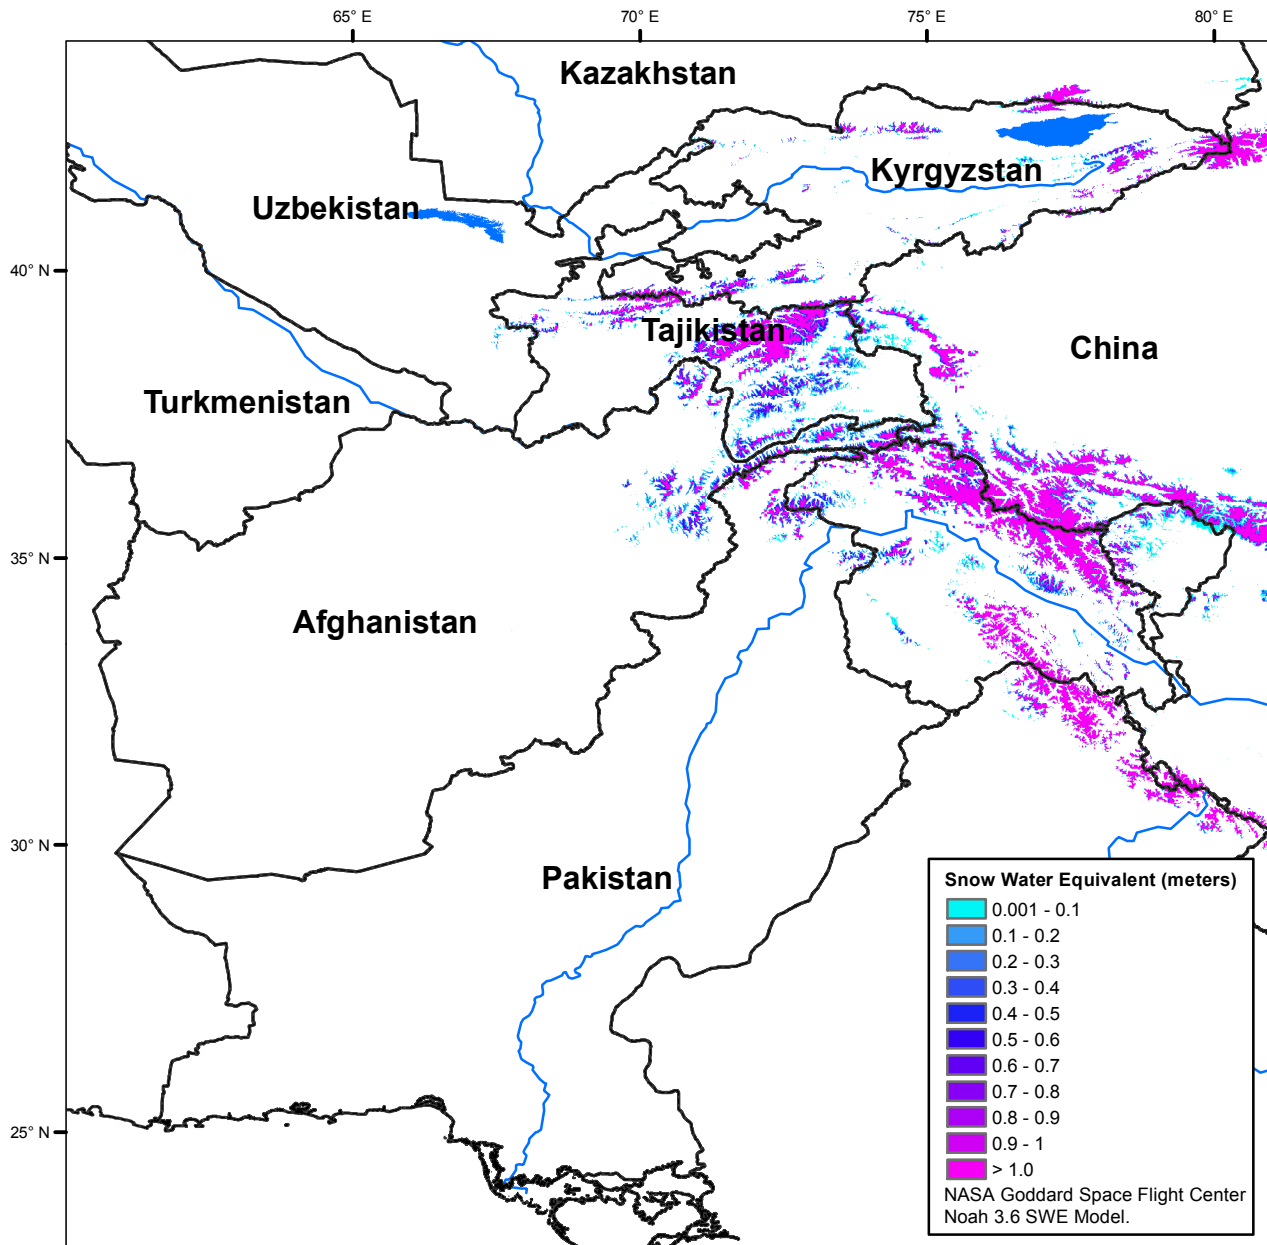 65° E
70° E
75° E
80° E
Kazakhstan
Kyrgyzstan
Uzbekistan
40° N
Tajikistan
China
Turkmenistan
35° N
Afghanistan
30° N
Pakistan
25° N
Snow Water Equivalent (meters)
0.001 - 0.1
0.1 - 0.2
0.2 - 0.3
0.3 - 0.4
0.4 - 0.5
0.5 - 0.6
0.6 - 0.7
0.7 - 0.8
0.8 - 0.9
0.9 - 1
> 1.0
NASA Goddard Space Flight Center
Noah 3.6 SWE Model.